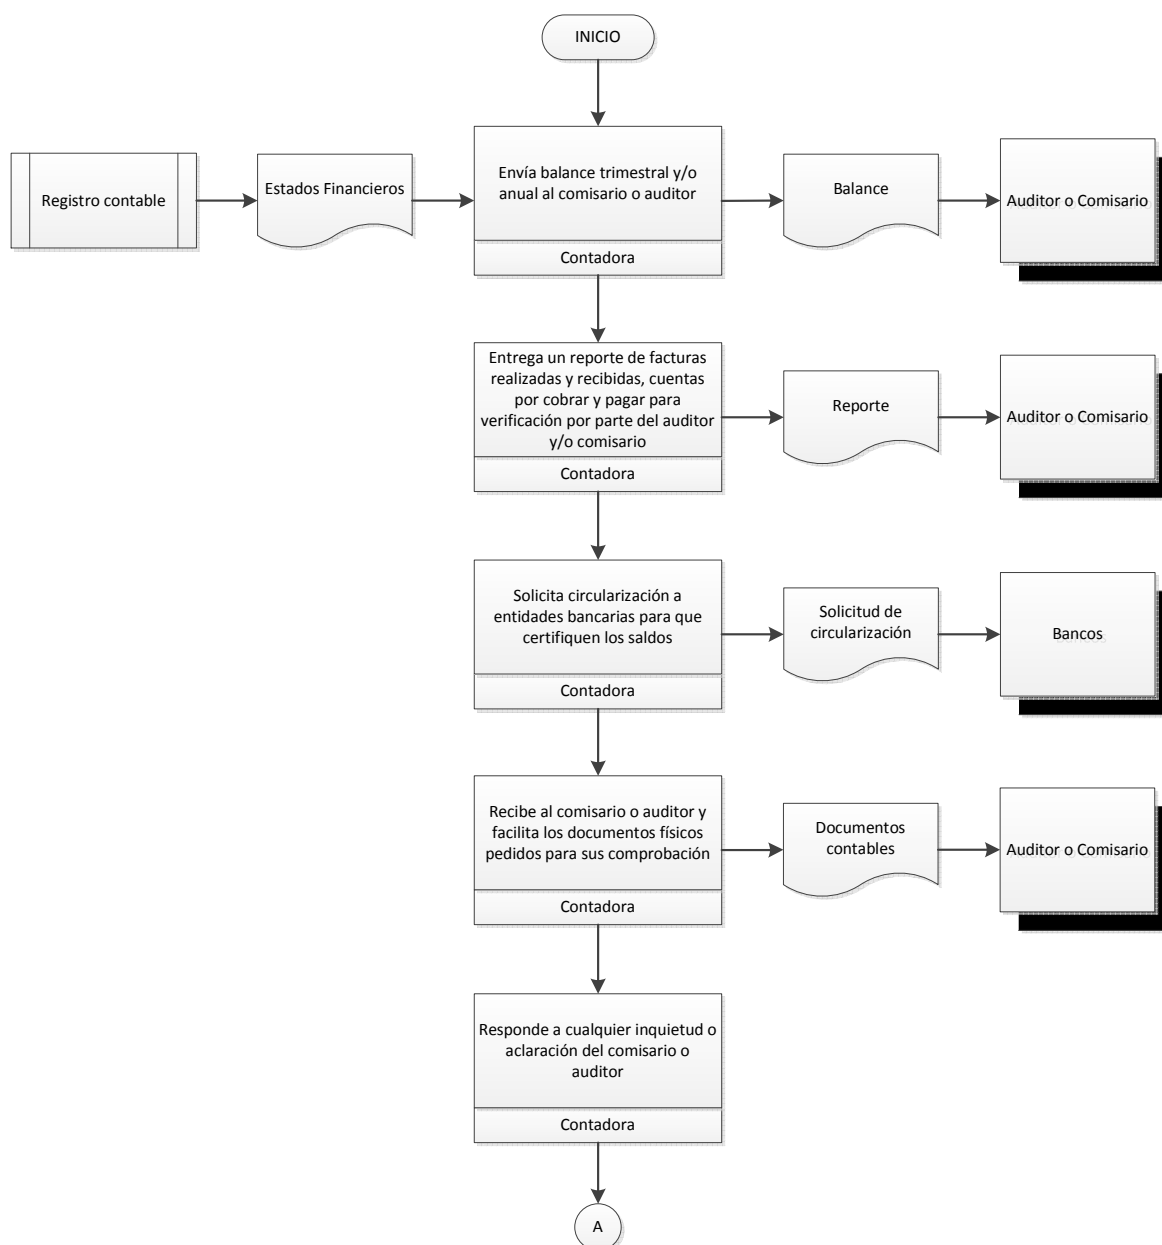 INICIO
Registro contable
Estados Financieros
Envía balance trimestral y/o
anual al comisario o auditor
Contadora
Balance
Auditor o Comisario
Entrega un reporte de facturas
realizadas y recibidas, cuentas
por cobrar y pagar para
verificación por parte del auditor
y/o comisario
Contadora
Reporte
Auditor o Comisario
Solicita circularización a
entidades bancarias para que
certifiquen los saldos
Contadora
Solicitud de
circularización
Bancos
Recibe al comisario o auditor y
facilita los documentos físicos
pedidos para sus comprobación
Contadora
Documentos
contables
Auditor o Comisario
Responde a cualquier inquietud o
aclaración del comisario o
auditor
Contadora
A